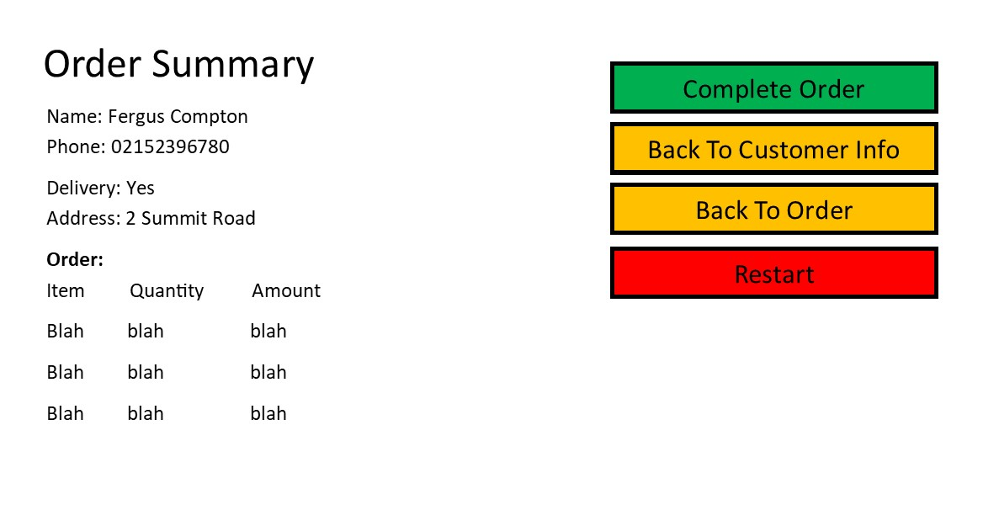 Order Summary
Name: Fergus Compton
Phone: 02152396780
Delivery: Yes
Address: 2 Summit Road
Order:
Item Quantity Amount
Blah blah blah
Blah blah blah
Blah blah blah
Complete Order
Back To Customer Info
Back To Order
Restart